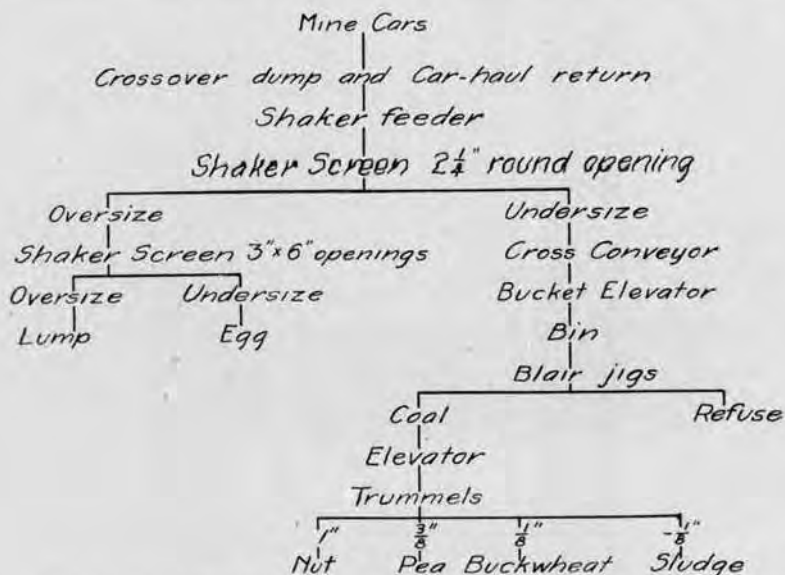 Mine Cars
Crossover dump and Car-haul return
Shaker feeder
Shaker Screen 2 1/4" round opening
Oversize Undersize
Shaker Screen 3"x 6" openings Cross Conveyor
Oversize Undersize Bucket Elevator
Lump Egg Bin
Blair jigs
Coal Refuse
Elevator
Trummels
1" 3/8" 1/8" -1/8"
Nut Pea Buckwheat Sludge